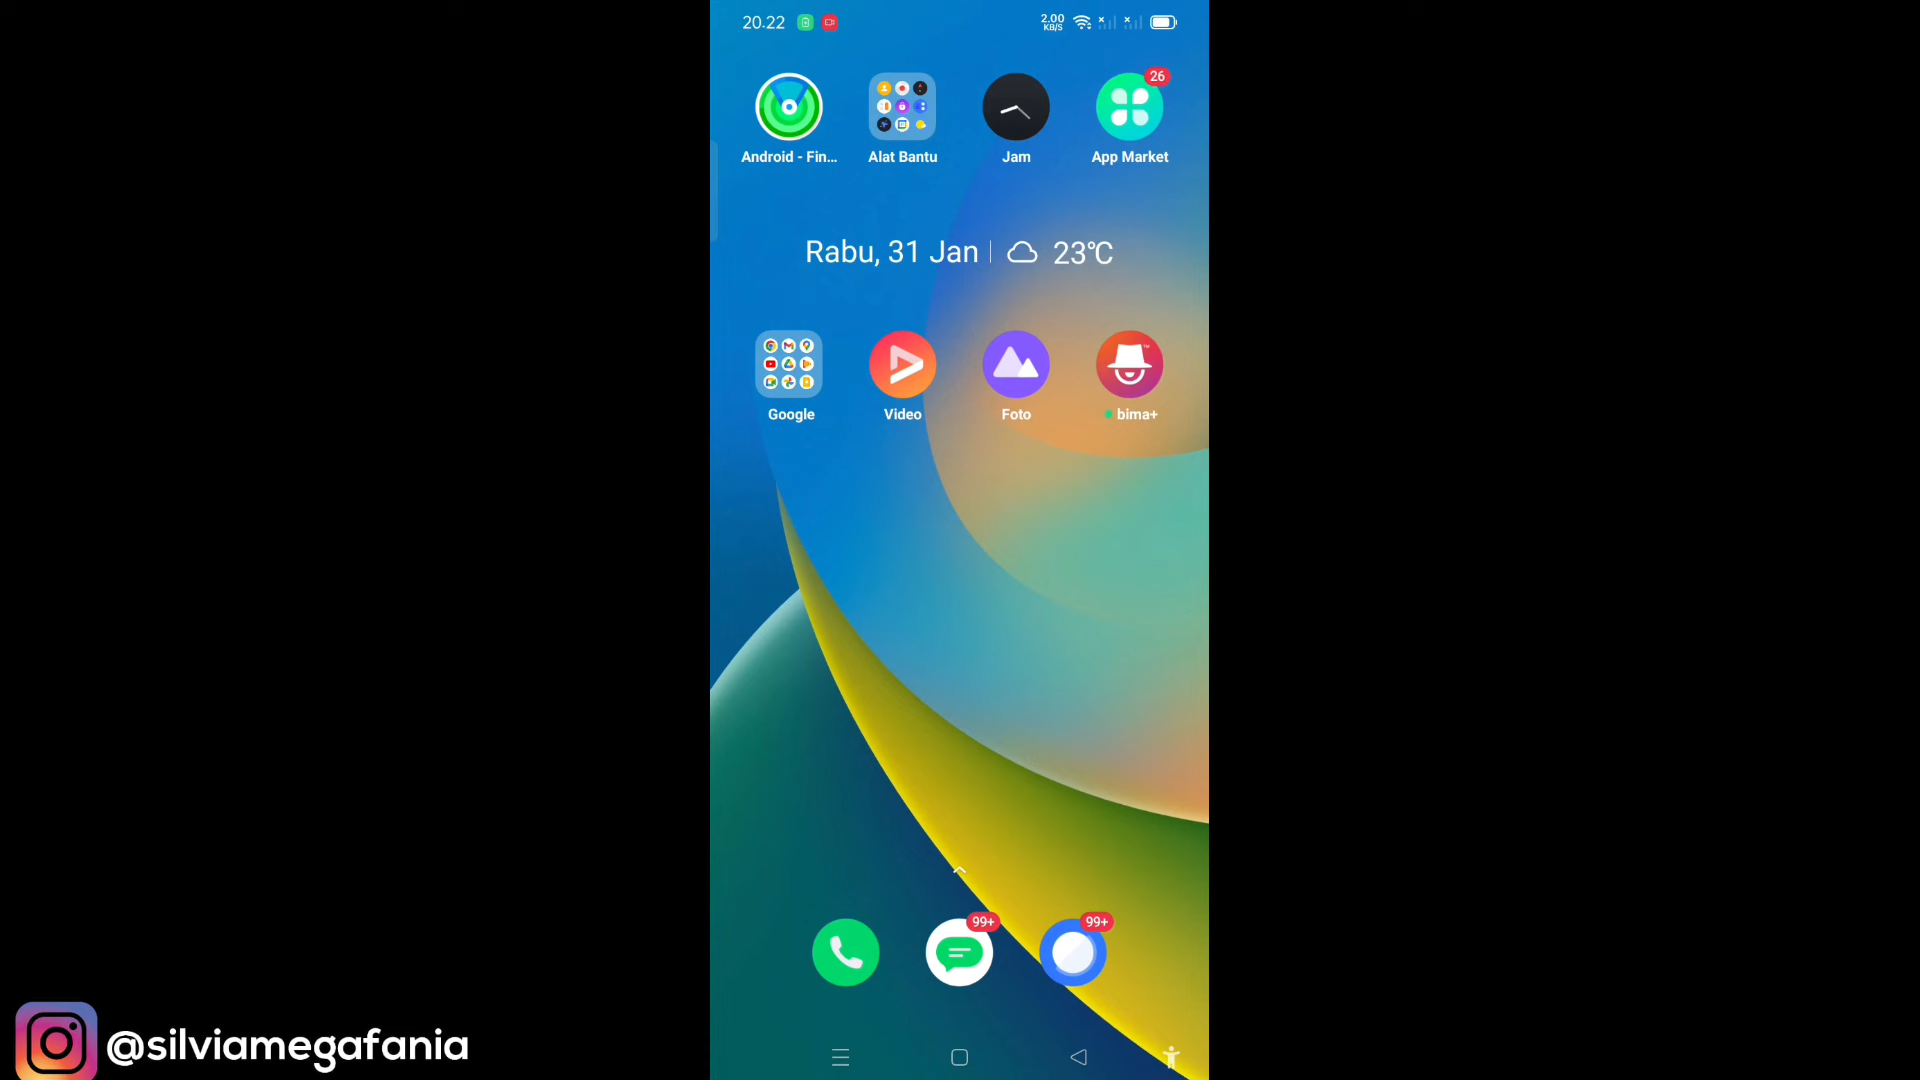 20.22
2.00
KB/S
26
Android - Fin...
Alat Bantu
Jam
App Market
Rabu, 31 Jan
23°C
Google
Video
Foto
bima+
99+
99+
@silviamegafania